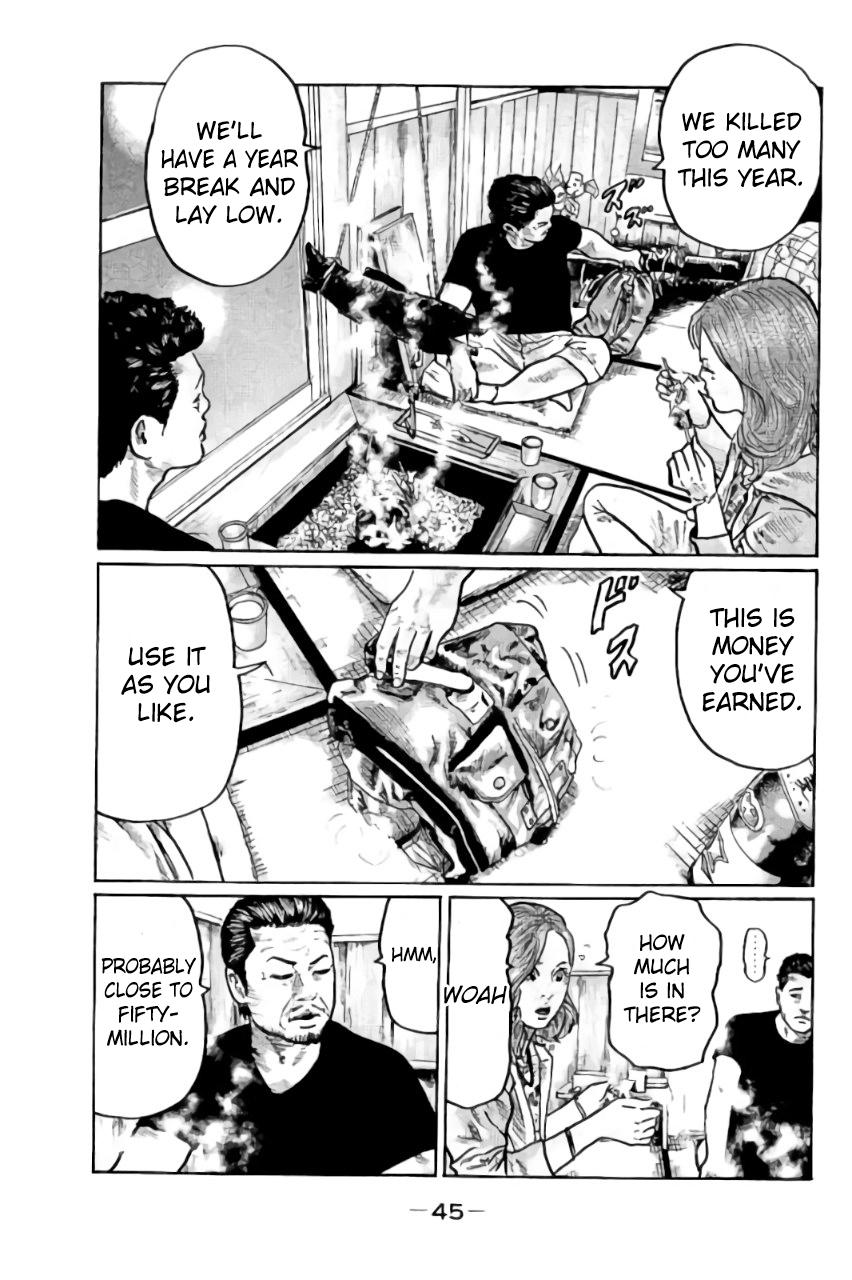 WE KILLED
TOO MANY
THIS YEAR.
WE'LL
HAVE A YEAR
BREAK AND
LAY LOW.
ズ
ズ
THIS IS
MONEY
YOU'VE
EARNED.
ドス
USE IT
AS YOU
LIKE.
......
HOW
MUCH
IS IN
THERE?
WOAH
HMM,
PROBABLY
CLOSE TO
FIFTY-
MILLION.
-45-